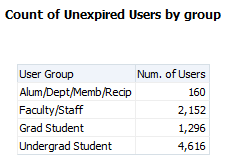 Count of Unexpired Users by group
User Group Num. of Users
Alum/Dept/Memb/Recip 160
Faculty/Staff 2,152
Grad Student 1,296
Undergrad Student 4,616